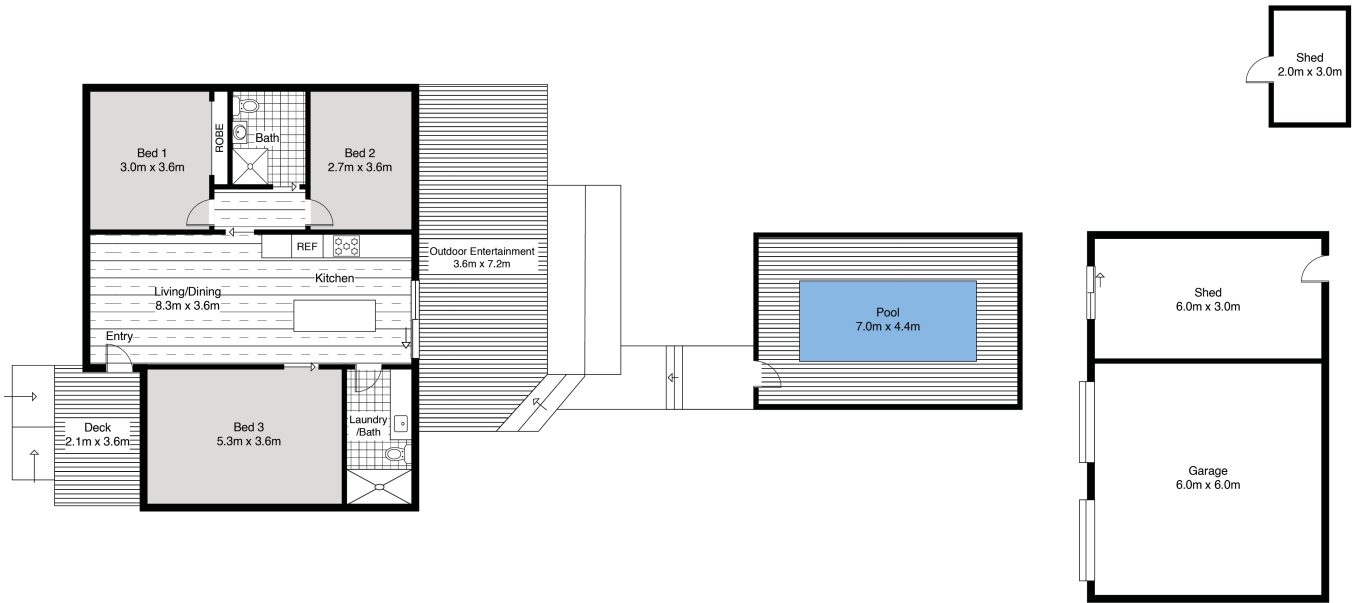 Shed
2.0m x 3.0m
Bed 1
3.0m x 3.6m
ROBE
Bath
Bed 2
2.7m x 3.6m
REF
Kitchen
Living/Dining
8.3m x 3.6m
Entry
Outdoor Entertainment
3.6m x 7.2m
Pool
7.0m x 4.4m
Shed
6.0m x 3.0m
Deck
2.1m x 3.6m
Bed 3
5.3m x 3.6m
Laundry
/Bath
Garage
6.0m x 6.0m